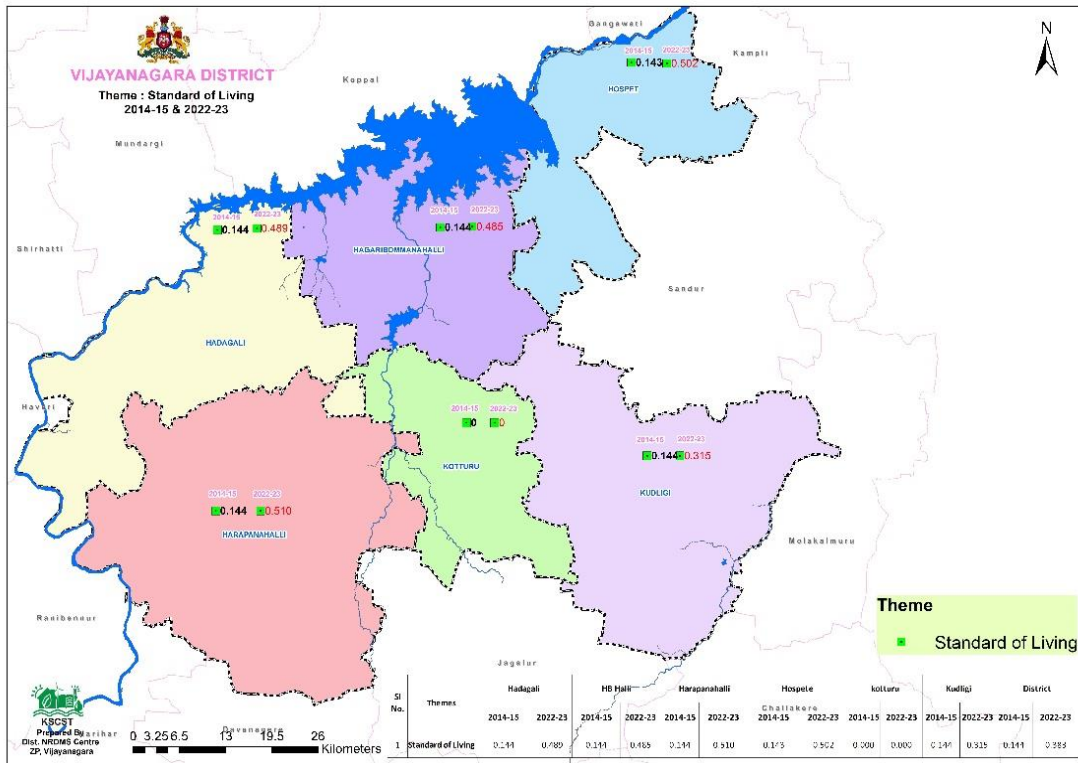 Gangawati
N
VIJAYANAGARA DISTRICT
Theme : Standard of Living
2014-15 & 2022-23
2014-15 2022-23
0.143 0.502
Kampli
HOSPET
Koppal
Mundargi
2014-15 2022-23
0.144 0.489
2014-15 2022-23
0.144 0.485
HAGARIBOMMANAHALLI
Shirhatti
Sandur
HADAGALI
Haveri
2014-15 2022-23
0 0
KOTTURU
2014-15 2022-23
0.144 0.315
KUDLIGI
2014-15 2022-23
0.144 0.510
HARAPANAHALLI
Molakalmuru
Ranibennur
Theme
Standard of Living
Jagalur
Challakere
Davanagara
Harihar
KSCST
Prepared By
Dist. NRDMS Centre
ZP, Vijayanagara
0 3.25 6.5 13 19.5 26
Kilometers
Sl No. Themes Hadagali HB Halli Harapanahalli Hospete kotturu Kudligi District
2014-15 2022-23 2014-15 2022-23 2014-15 2022-23 2014-15 2022-23 2014-15 2022-23 2014-15 2022-23 2014-15 2022-23
1 Standard of Living 0.144 0.489 0.144 0.485 0.144 0.510 0.143 0.502 0.000 0.000 0.144 0.315 0.144 0.383